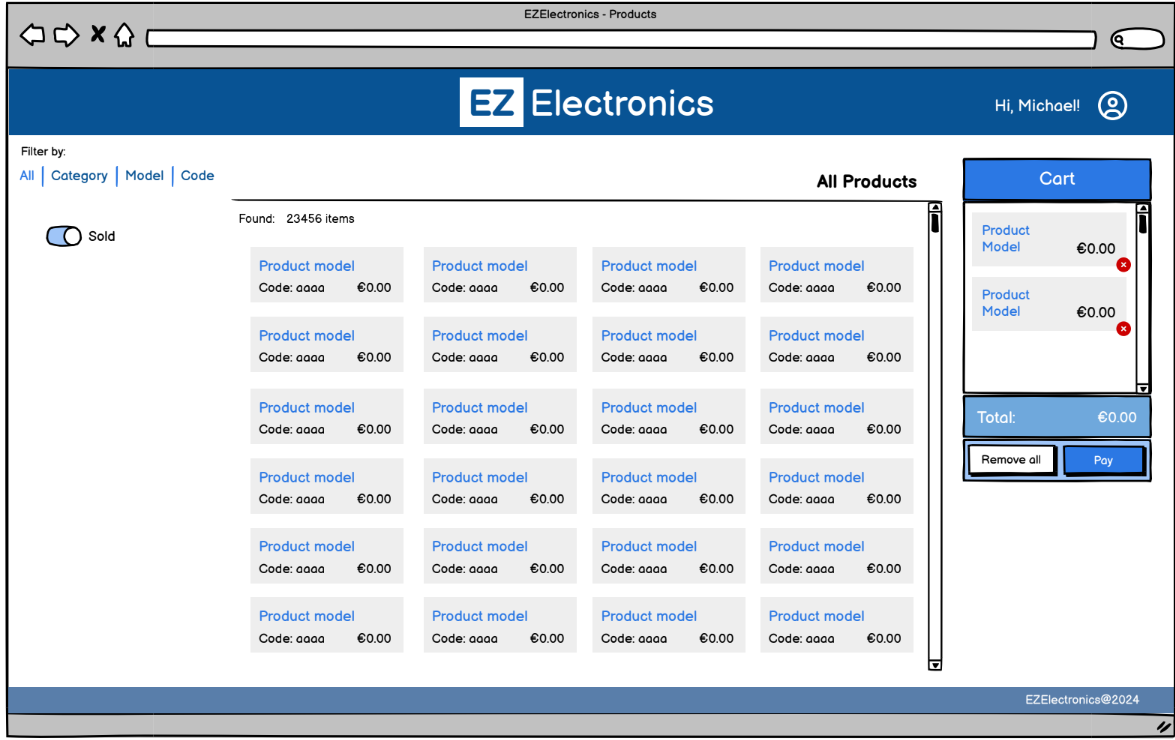 EZElectronics - Products
EZ Electronics
Hi, Michael!
Filter by:
All Category Model Code
All Products
Sold
Found: 23456 items
Product model Product model Product model Product model
Code: aaaa €0.00 Code: aaaa €0.00 Code: aaaa €0.00 Code: aaaa €0.00
Product model Product model Product model Product model
Code: aaaa €0.00 Code: aaaa €0.00 Code: aaaa €0.00 Code: aaaa €0.00
Product model Product model Product model Product model
Code: aaaa €0.00 Code: aaaa €0.00 Code: aaaa €0.00 Code: aaaa €0.00
Product model Product model Product model Product model
Code: aaaa €0.00 Code: aaaa €0.00 Code: aaaa €0.00 Code: aaaa €0.00
Product model Product model Product model Product model
Code: aaaa €0.00 Code: aaaa €0.00 Code: aaaa €0.00 Code: aaaa €0.00
Product model Product model Product model Product model
Code: aaaa €0.00 Code: aaaa €0.00 Code: aaaa €0.00 Code: aaaa €0.00
Cart
Product
Model €0.00
Product
Model €0.00
Total: €0.00
Remove all Pay
EZElectronics@2024